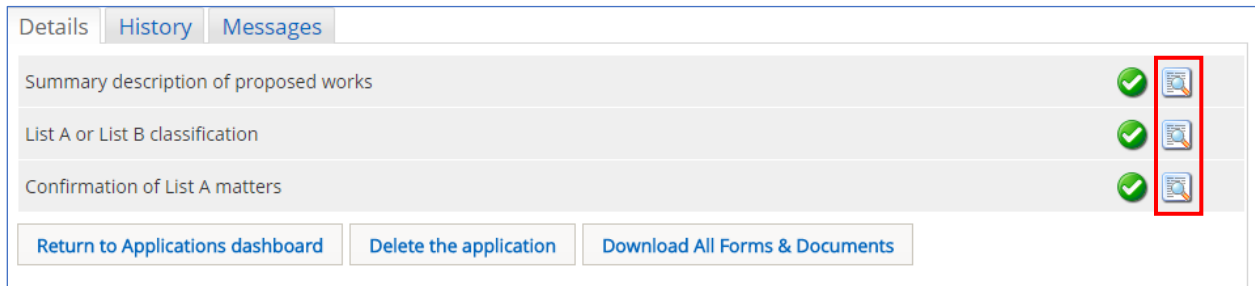 Details History Messages
Summary description of proposed works
List A or List B classification
Confirmation of List A matters
Return to Applications dashboard Delete the application Download All Forms & Documents